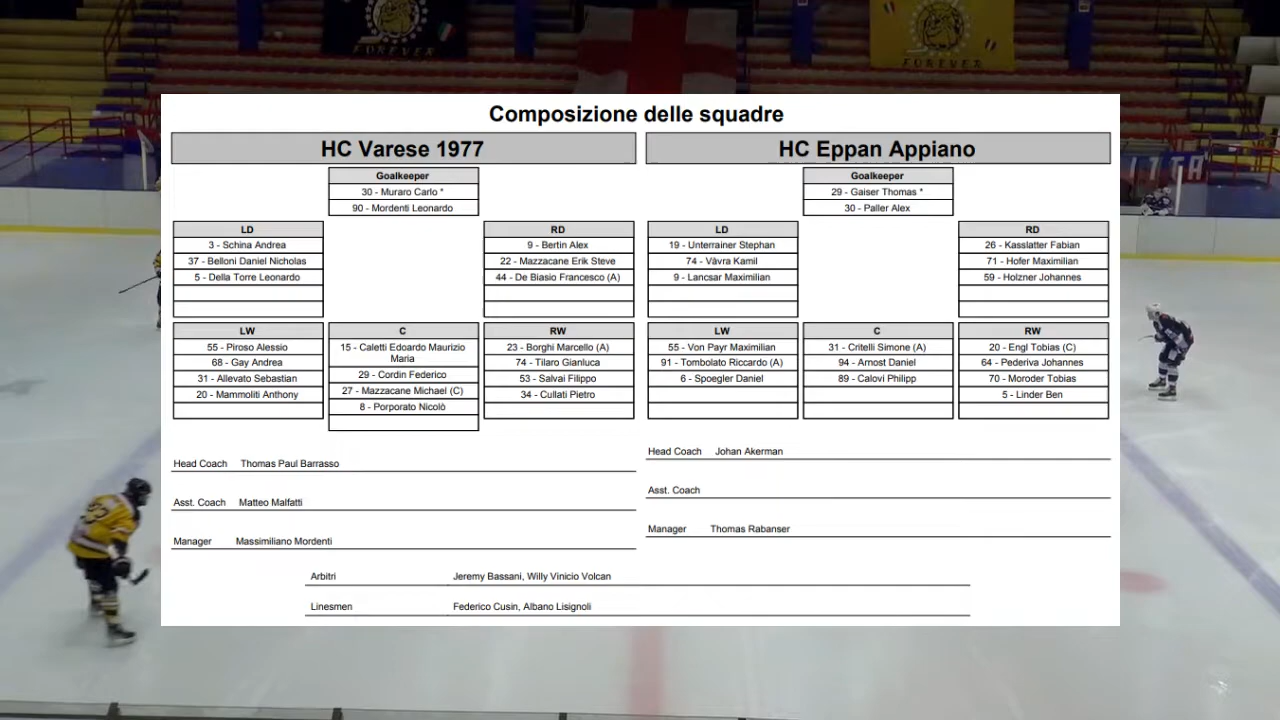 FOREVER
FOREVER
Composizione delle squadre
HC Varese 1977
Goalkeeper
30 - Muraro Carlo *
90 - Mordenti Leonardo
LD
3 - Schina Andrea
37 - Belloni Daniel Nicholas
5 - Della Torre Leonardo
RD
9 - Bertin Alex
22 - Mazzacane Erik Steve
44 - De Biasio Francesco (A)
LW
55 - Piroso Alessio
68 - Gay Andrea
31 - Allevato Sebastian
20 - Mammoliti Anthony
C
15 - Caletti Edoardo Maurizio
Maria
29 - Cordin Federico
27 - Mazzacane Michael (C)
8 - Porporato Nicolò
RW
23 - Borghi Marcello (A)
74 - Tilaro Gianluca
53 - Salvai Filippo
34 - Cullati Pietro
Head Coach Thomas Paul Barrasso
Asst. Coach Matteo Malfatti
Manager Massimiliano Mordenti
HC Eppan Appiano
Goalkeeper
29 - Gaiser Thomas *
30 - Paller Alex
LD
19 - Unterrainer Stephan
74 - Vâvra Kamil
9 - Lancsar Maximilian
RD
26 - Kasslatter Fabian
71 - Hofer Maximilian
59 - Holzner Johannes
LW
55 - Von Payr Maximilian
91 - Tombolato Riccardo (A)
6 - Spoegler Daniel
C
31 - Critelli Simone (A)
94 - Arnost Daniel
89 - Calovi Philipp
RW
20 - Engl Tobias (C)
64 - Pederiva Johannes
70 - Moroder Tobias
5 - Linder Ben
Head Coach Johan Akerman
Asst. Coach
Manager Thomas Rabanser
Arbitri Jeremy Bassani, Willy Vinicio Volcan
Linesmen Federico Cusin, Albano Lisignoli